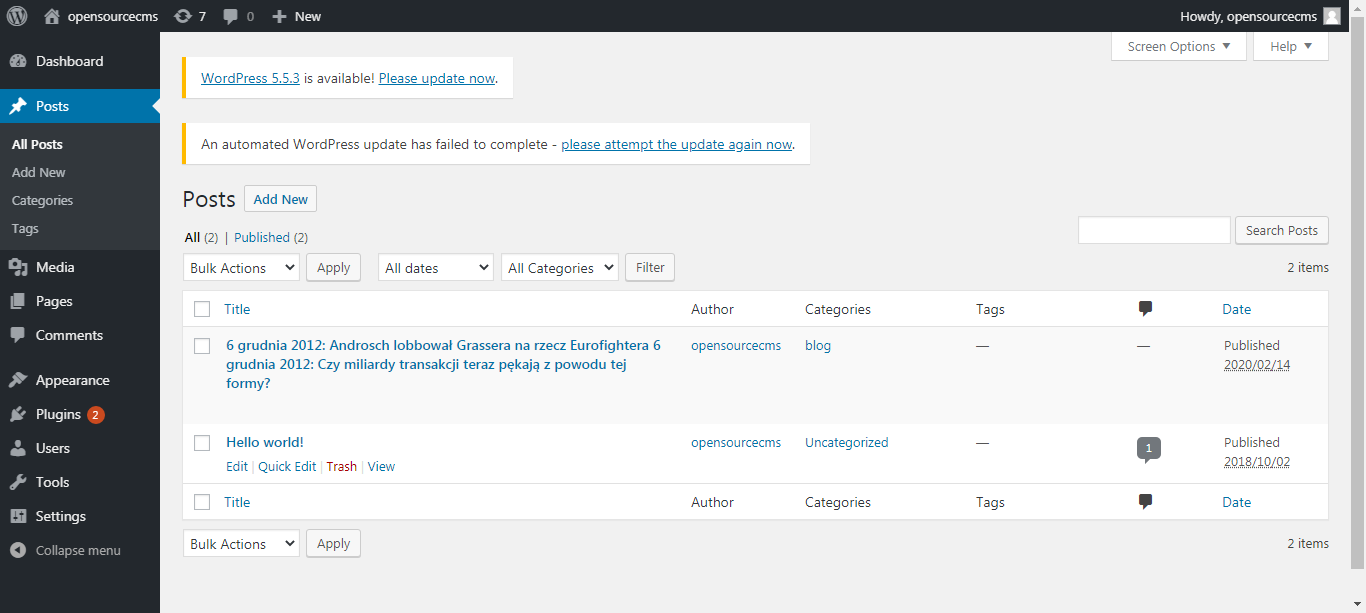 opensourcecms 7 0 New Howdy, opensourcecms
Screen Options Help
Dashboard
Posts
All Posts
Add New
Categories
Tags
Media
Pages
Comments
Appearance
Plugins 2
Users
Tools
Settings
Collapse menu
WordPress 5.5.3 is available! Please update now.
An automated WordPress update has failed to complete - please attempt the update again now.
Posts Add New
All (2) | Published (2)
Search Posts
Bulk Actions Apply All dates All Categories Filter 2 items
Title Author Categories Tags Date
6 grudnia 2012: Androsch lobbował Grassera na rzecz Eurofightera 6 opensourcecms blog — — Published
grudnia 2012: Czy miliardy transakcji teraz pękają z powodu tej 2020/02/14
formy?
Hello world! opensourcecms Uncategorized — 1 Published
2018/10/02
Edit | Quick Edit | Trash | View
Title Author Categories Tags Date
Bulk Actions Apply 2 items